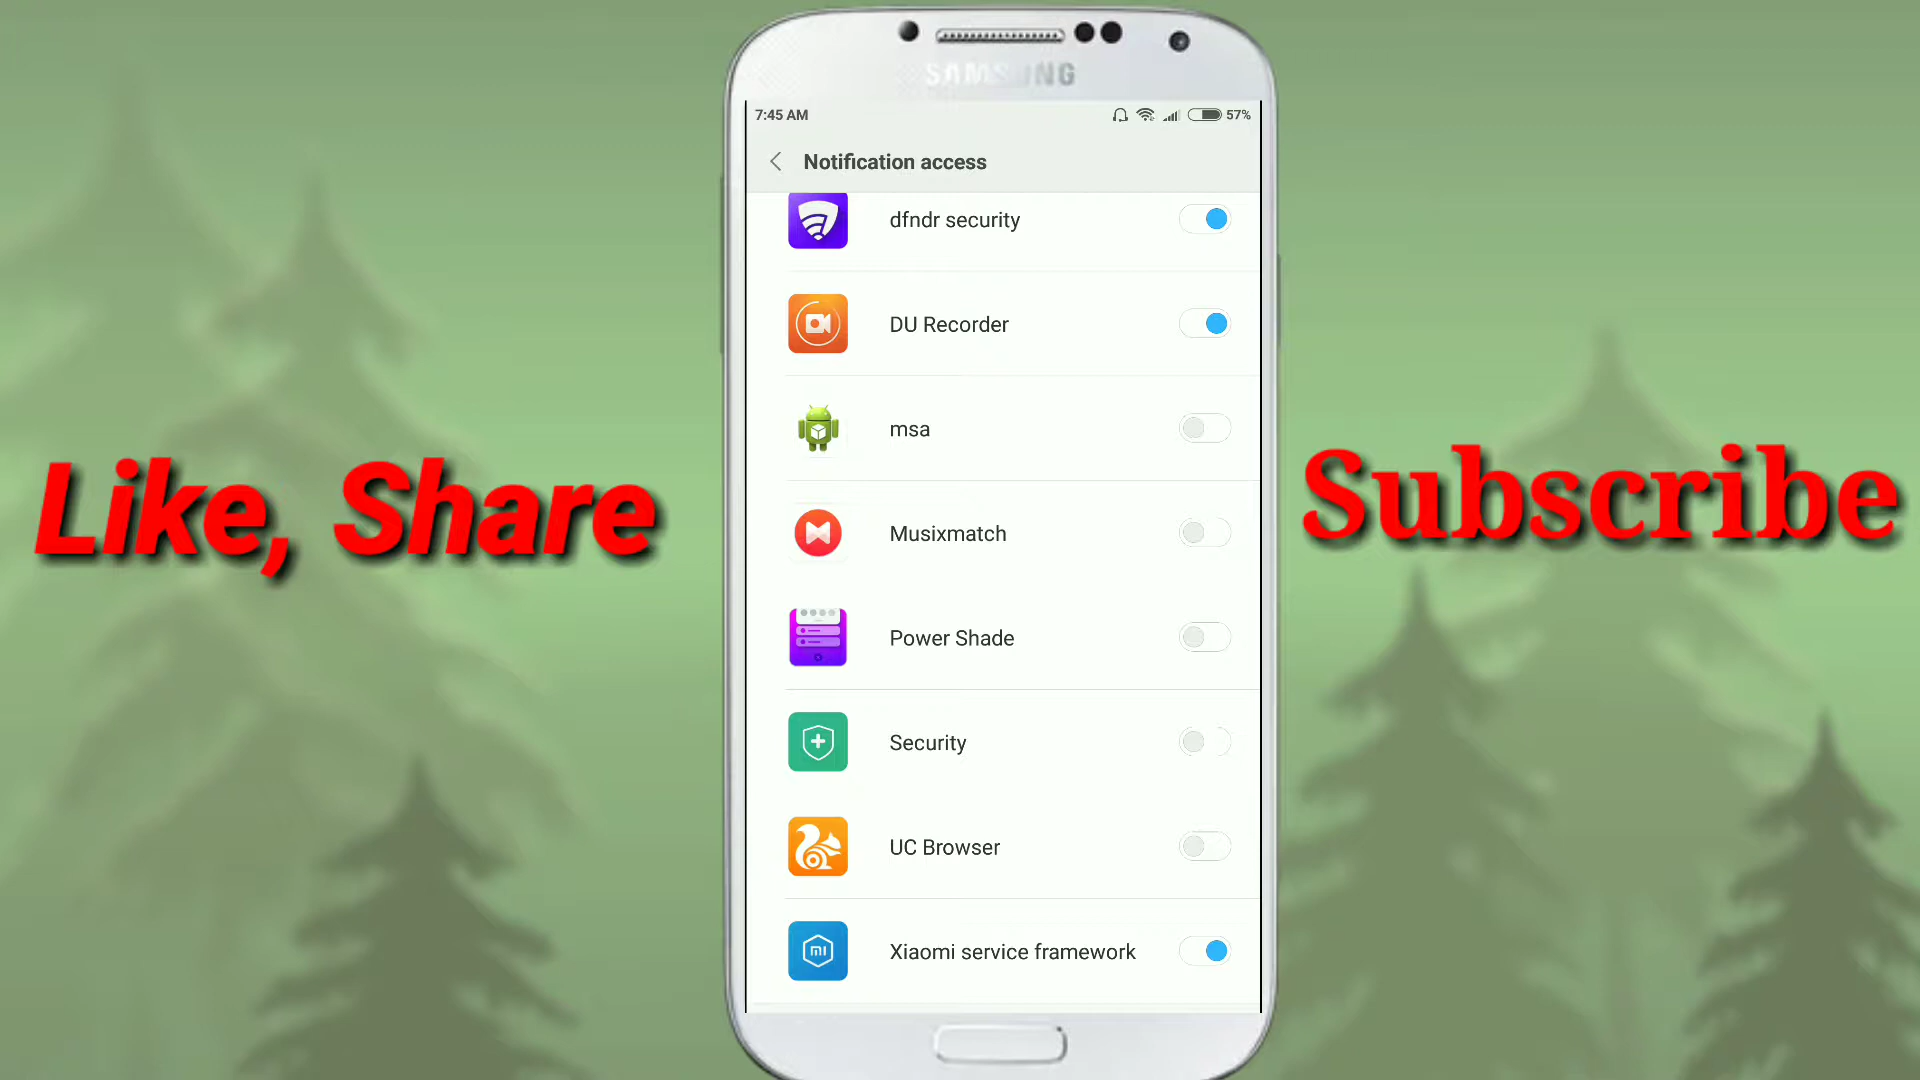 SAMSUNG
7:45 AM
57%
Notification access
dfndr security
DU Recorder
msa
Musixmatch
Power Shade
Security
UC Browser
Xiaomi service framework
Like, Share
Subscribe